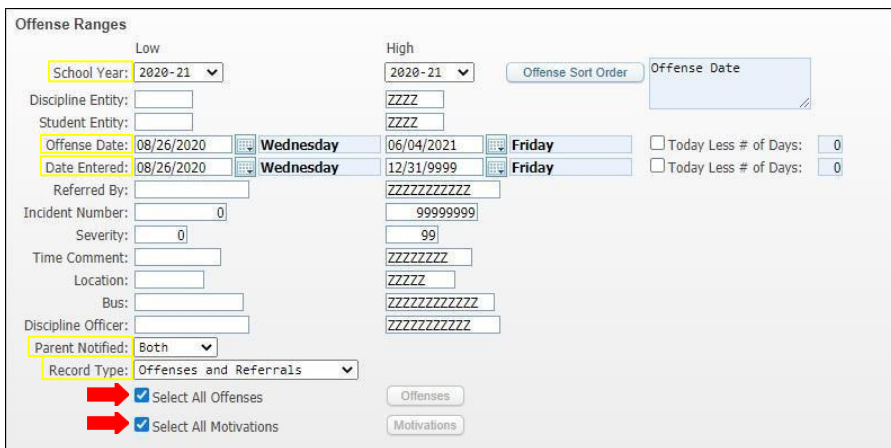 Offense Ranges
Low High
School Year: 2020-21 2020-21 Offense Sort Order Offense Date
Discipline Entity: ZZZZ
Student Entity: ZZZZ
Offense Date: 08/26/2020 Wednesday 06/04/2021 Friday Today Less # of Days: 0
Date Entered: 08/26/2020 Wednesday 12/31/9999 Friday Today Less # of Days: 0
Referred By: ZZZZZZZZZZZ
Incident Number: 0 99999999
Severity: 0 99
Time Comment: ZZZZZZZZ
Location: ZZZZZ
Bus: ZZZZZZZZZZZZ
Discipline Officer: ZZZZZZZZZZZ
Parent Notified: Both
Record Type: Offenses and Referrals
Select All Offenses Offenses
Select All Motivations Motivations